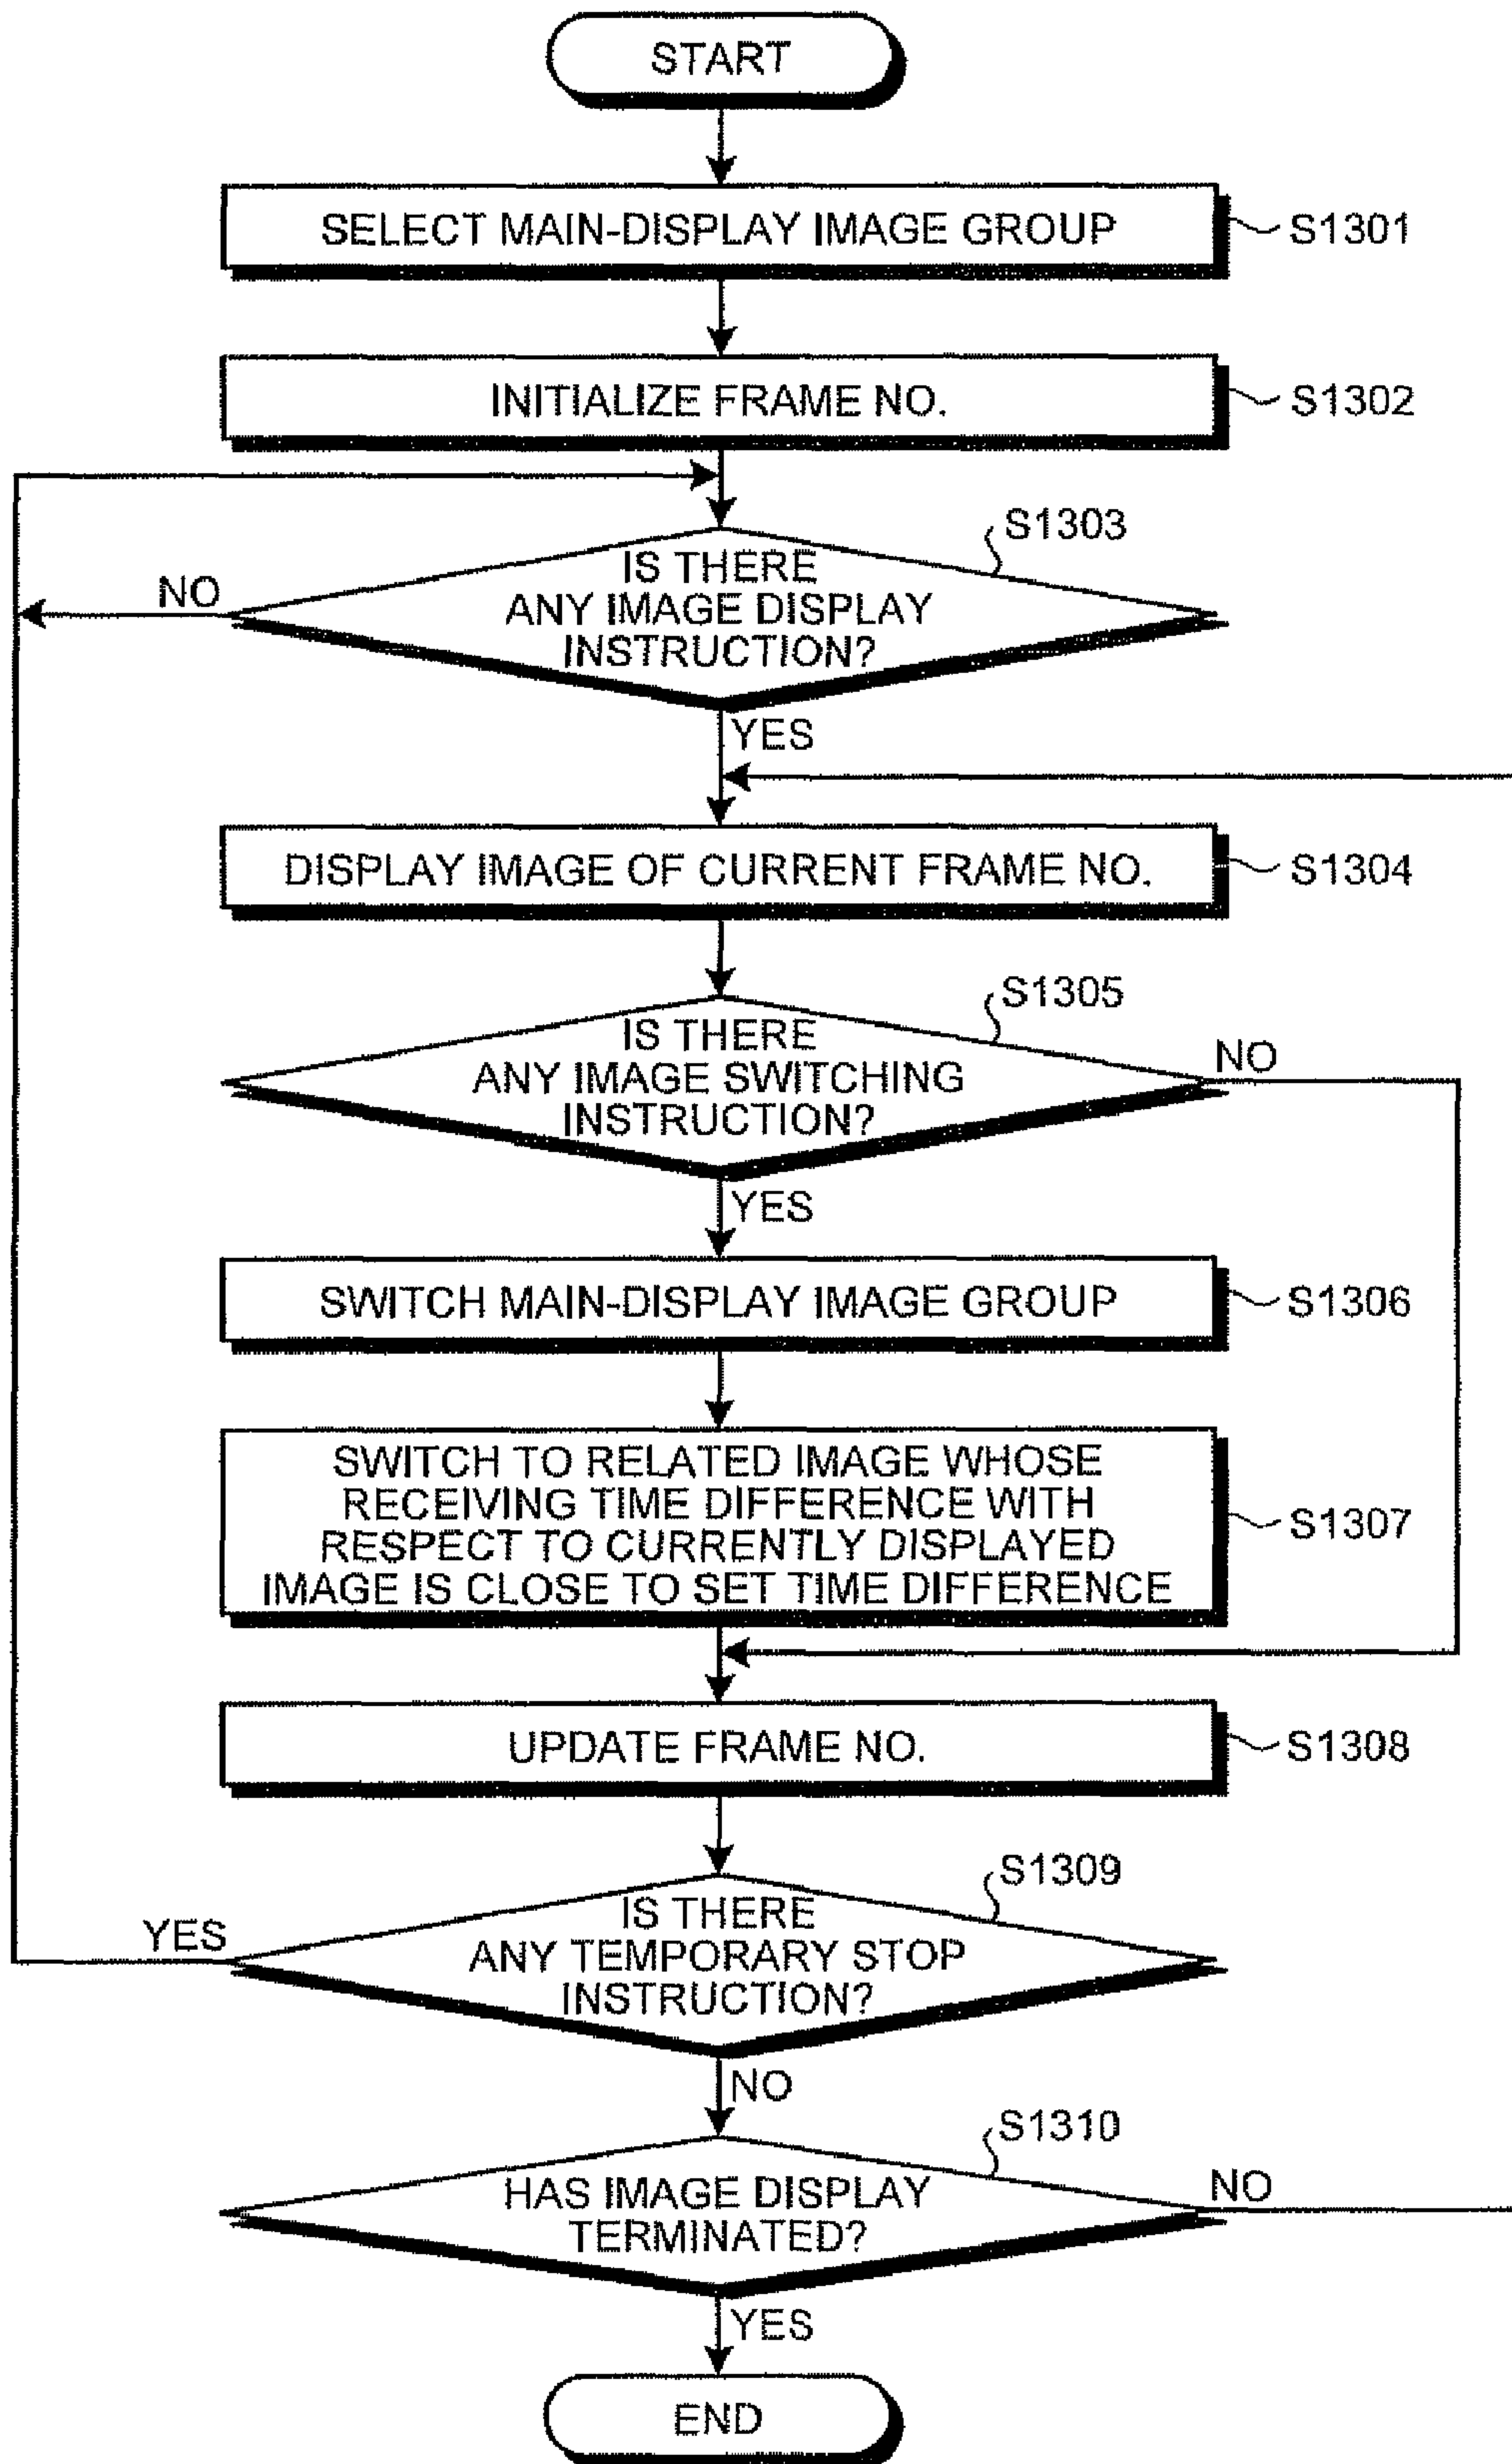 START
SELECT MAIN-DISPLAY IMAGE GROUP
S1301
INITIALIZE FRAME NO.
S1302
S1303
IS THERE
ANY IMAGE DISPLAY
INSTRUCTION?
NO
YES
DISPLAY IMAGE OF CURRENT FRAME NO.
S1304
S1305
IS THERE
ANY IMAGE SWITCHING
INSTRUCTION?
NO
YES
SWITCH MAIN-DISPLAY IMAGE GROUP
S1306
SWITCH TO RELATED IMAGE WHOSE
RECEIVING TIME DIFFERENCE WITH
RESPECT TO CURRENTLY DISPLAYED
IMAGE IS CLOSE TO SET TIME DIFFERENCE
S1307
UPDATE FRAME NO.
S1308
S1309
IS THERE
ANY TEMPORARY STOP
INSTRUCTION?
YES
NO
S1310
HAS IMAGE DISPLAY
TERMINATED?
NO
YES
END